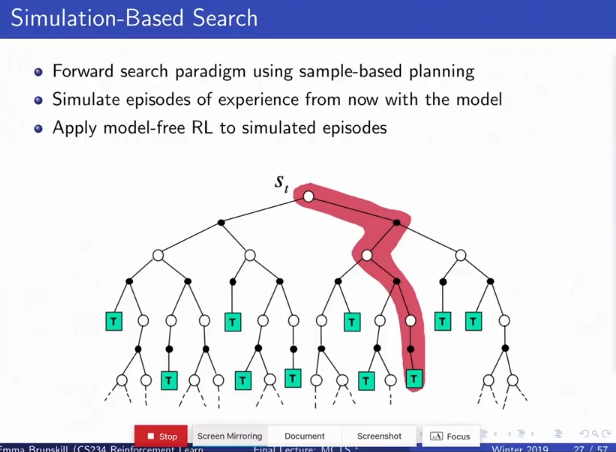 Simulation-Based Search
Forward search paradigm using sample-based planning
Simulate episodes of experience from now with the model
Apply model-free RL to simulated episodes
st
T T T T T
T T T T T
Stop Screen Mirroring Document Screenshot Focus
Emma Brunskill (CS234 Reinforcement Learn Final Lecture: MCTS Winter 2019 27 / 57